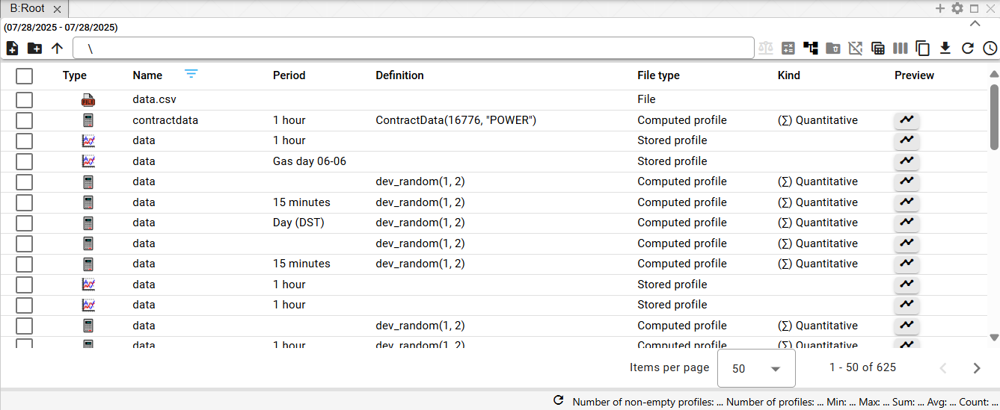 B:Root
(07/28/2025 - 07/28/2025)
\
Type Name Period Definition File type Kind Preview
FILE data.csv File
contractdata 1 hour ContractData(16776, "POWER") Computed profile (∑) Quantitative
data 1 hour Stored profile
data Gas day 06-06 Stored profile
data dev_random(1, 2) Computed profile (∑) Quantitative
data 15 minutes dev_random(1, 2) Computed profile (∑) Quantitative
data Day (DST) dev_random(1, 2) Computed profile (∑) Quantitative
data dev_random(1, 2) Computed profile (∑) Quantitative
data 15 minutes dev_random(1, 2) Computed profile (∑) Quantitative
data 1 hour Stored profile
data 1 hour Stored profile
data dev_random(1, 2) Computed profile (∑) Quantitative
data 1 hour dev_random(1, 2) Computed profile (∑) Quantitative
Items per page 50 1 - 50 of 625
Number of non-empty profiles: ... Number of profiles: ... Min: ... Max: ... Sum: ... Avg: ... Count: ...